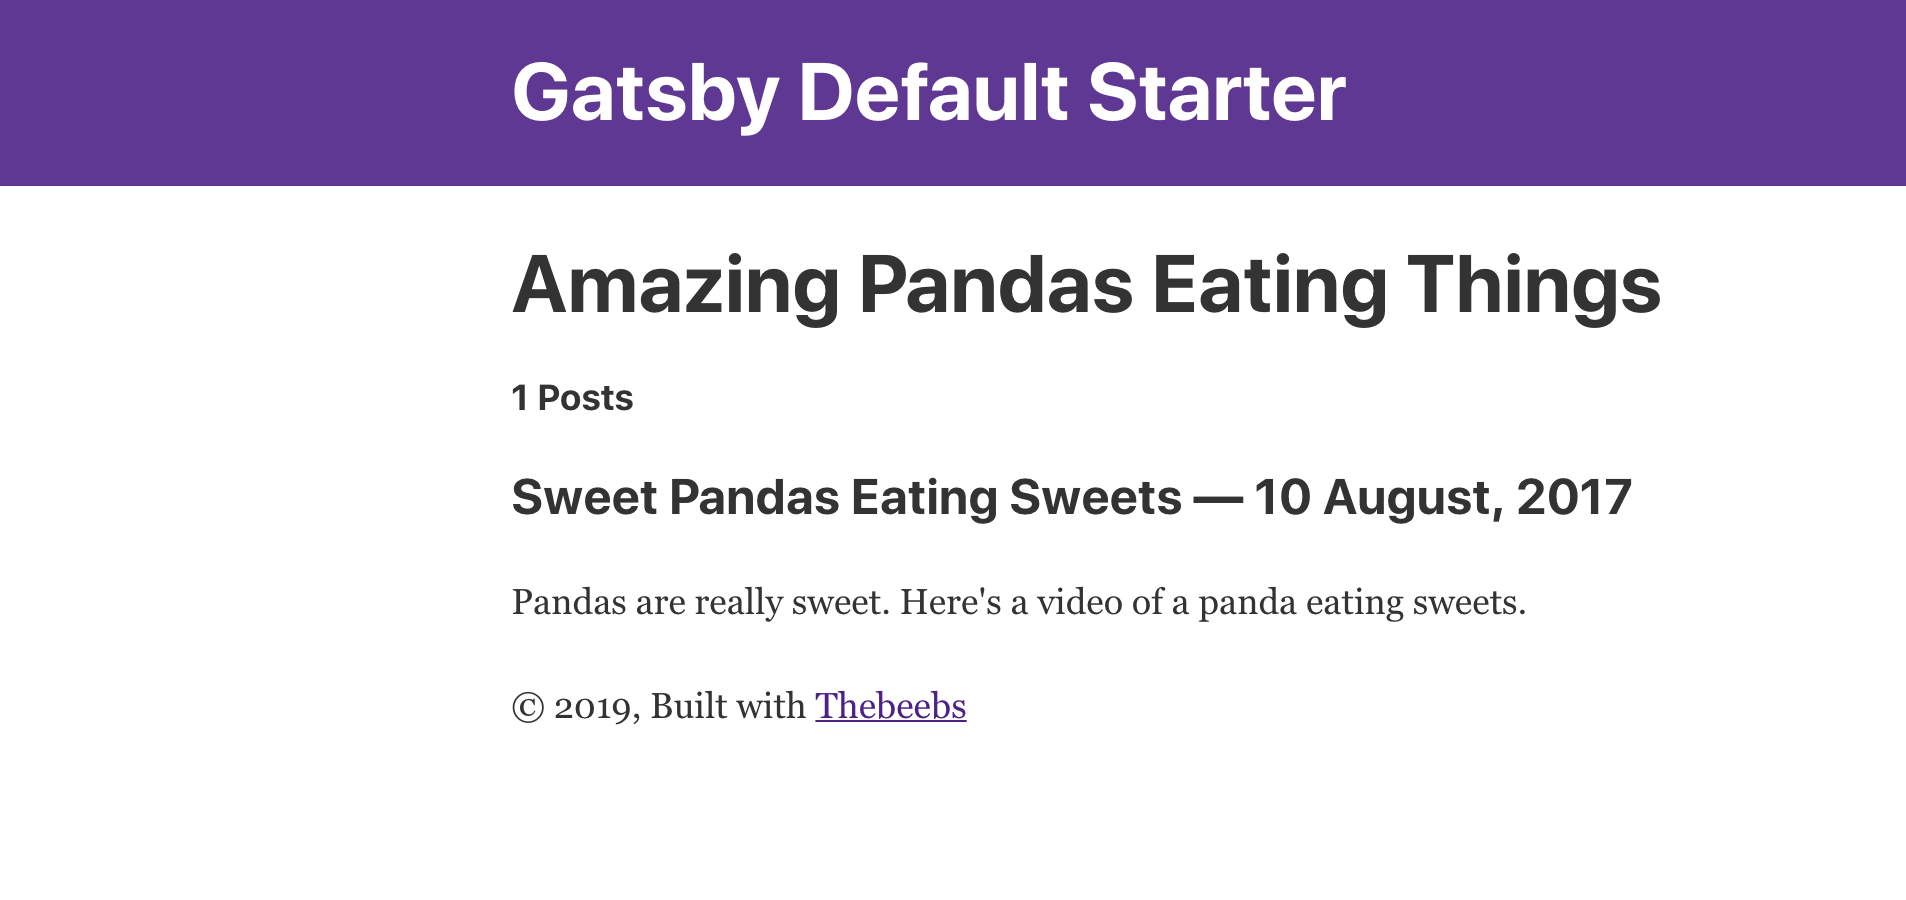 Gatsby Default Starter
Amazing Pandas Eating Things
1 Posts
Sweet Pandas Eating Sweets — 10 August, 2017
Pandas are really sweet. Here's a video of a panda eating sweets.
© 2019, Built with Thebeebs